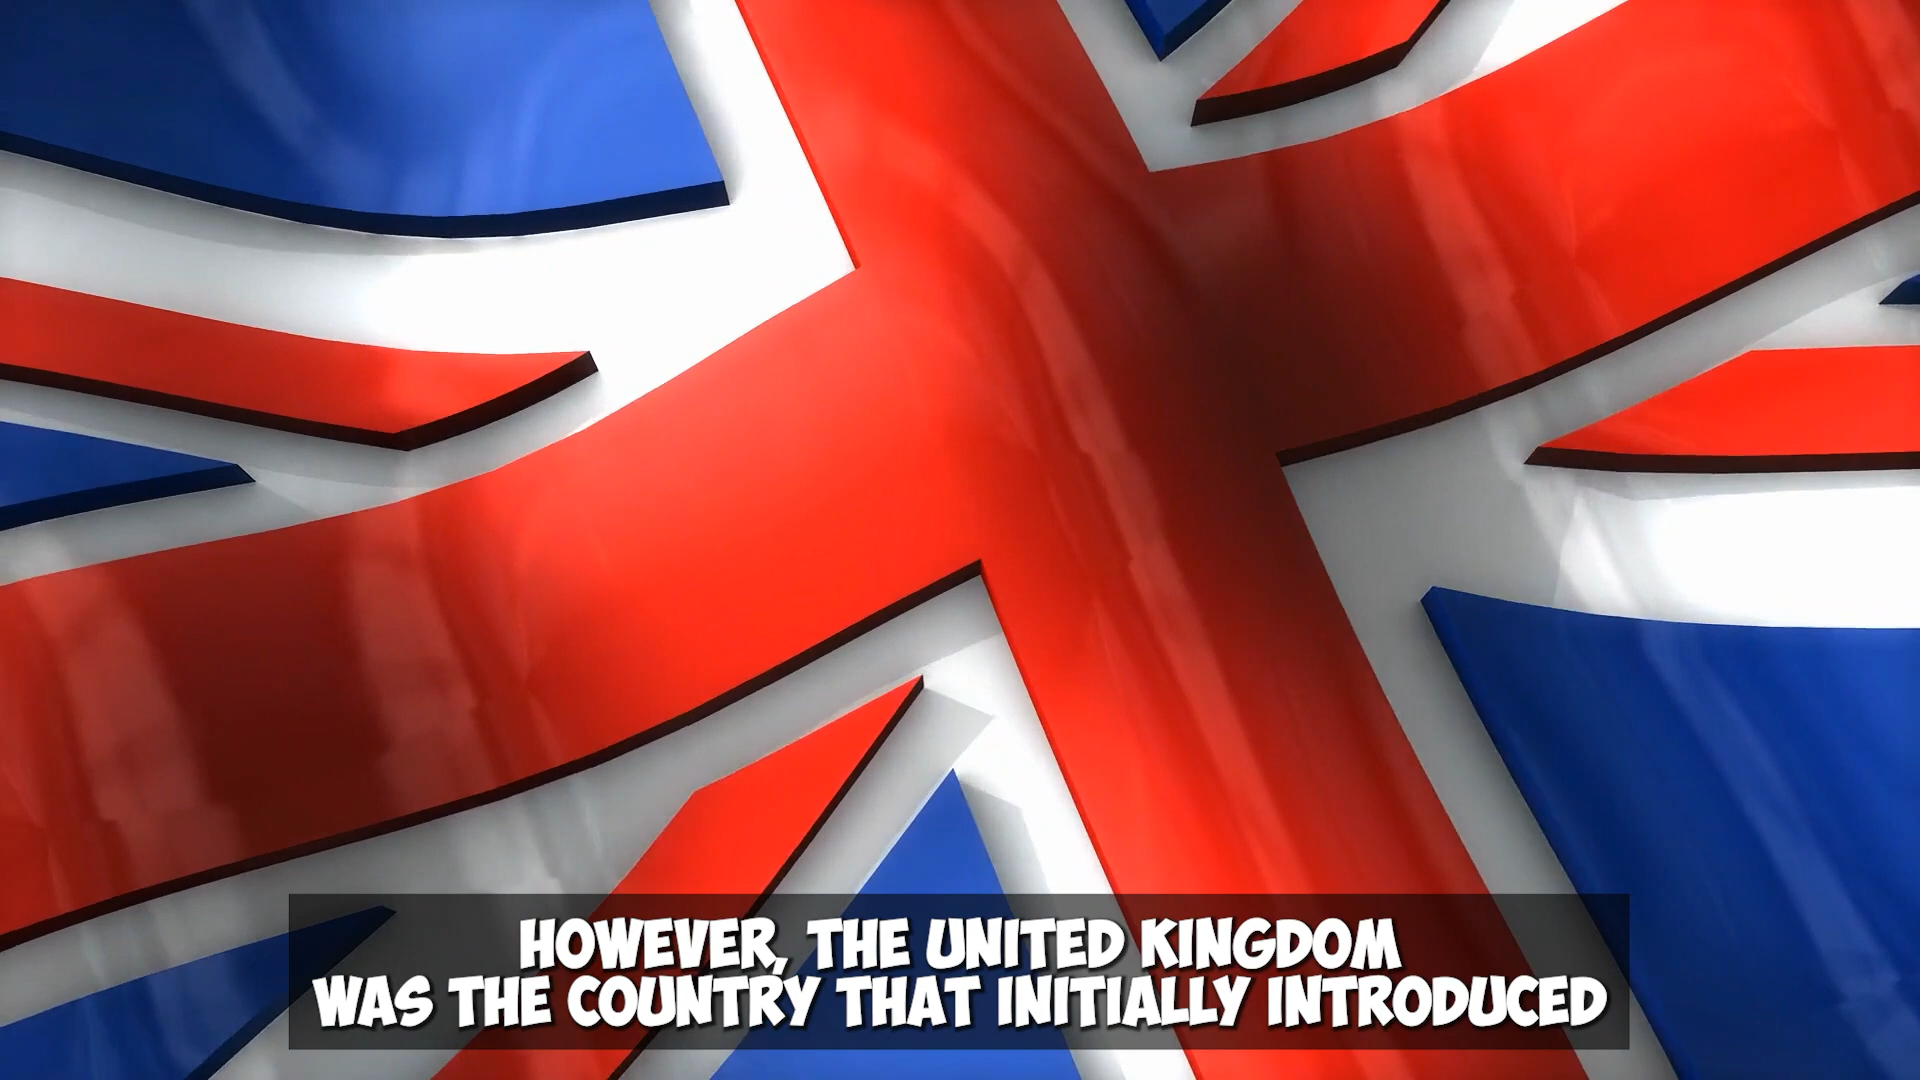 HOWEVER, THE UNITED KINGDOM
WAS THE COUNTRY THAT INITIALLY INTRODUCED